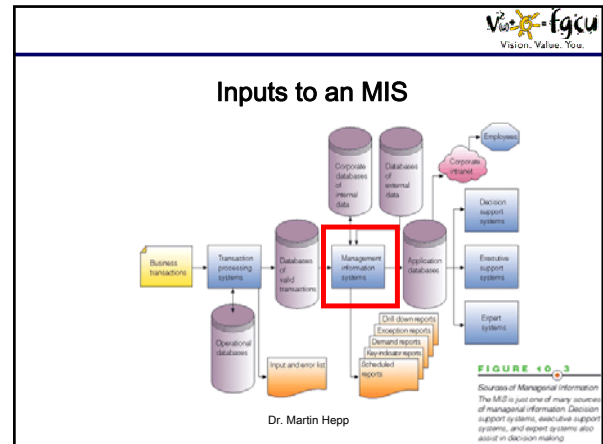 Fgcu
Vision. Value. You.
Inputs to an MIS
Employees
Corporate
databases
of
internal
data
Databases
of
external
data
Corporate
intranet
Decision
support
systems
Business
transactions
Transaction
processing
systems
Databases
of
valid
transactions
Management
information
systems
Application
databases
Executive
support
systems
Expert
systems
Operational
databases
Input and error list
Drill down reports
Exception reports
Demand reports
Key-indicator reports
Scheduled
reports
FIGURE 10.3
Sources of Managerial Information
The MIS is just one of many sources
of managerial information. Decision
support systems, executive support
systems, and expert systems also
assist in decision making
Dr. Martin Hepp